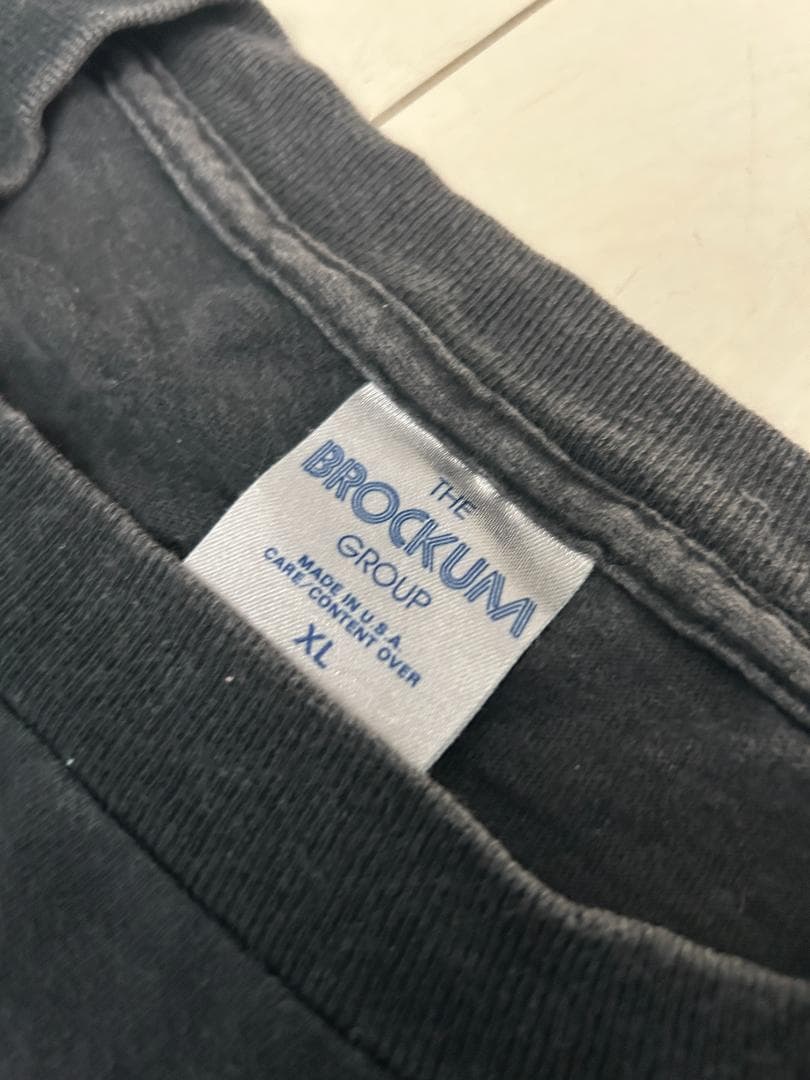 THE
BROCKUM
GROUP
MADE IN U.S.A.
CARE/CONTENT OVER
XL